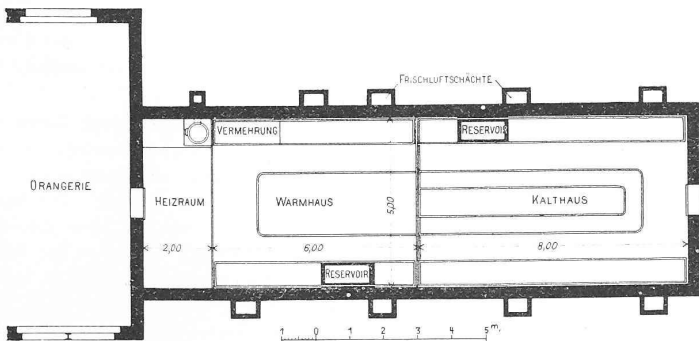 FRISCHLUFTSCHÄCHTE
VERMEHRUNG
RESERVOIR
ORANGERIE
HEIZRAUM
WARMHAUS
5,00
KALTHAUS
2,00
6,00
8,00
RESERVOIR
1 0 1 2 3 4 5 m.